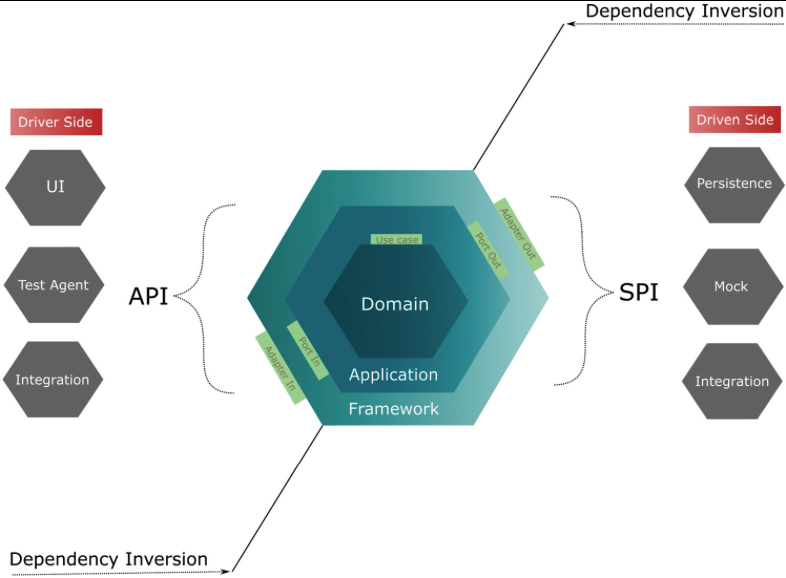 Dependency Inversion
Driver Side
Driven Side
UI
Persistence
Adapter Out
Port Out
Use case
Test Agent
API
Domain
SPI
Mock
Port In
Adapter In
Integration
Application
Integration
Framework
Dependency Inversion